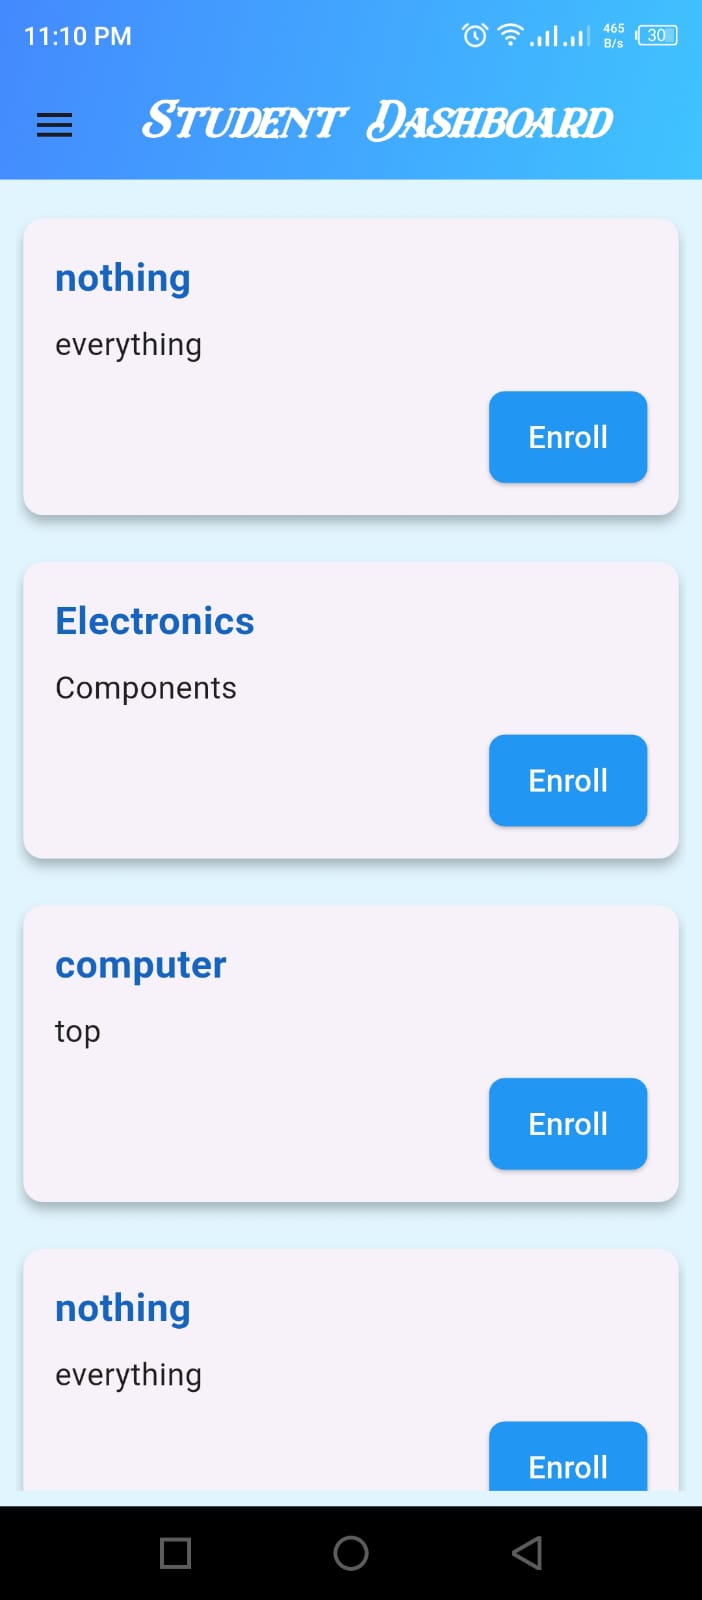 11:10 PM
465
B/s
30
Student Dashboard
nothing
everything
Enroll
Electronics
Components
Enroll
computer
top
Enroll
nothing
everything
Enroll